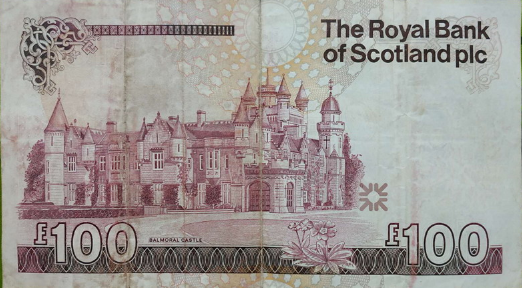 The Royal Bank
of Scotland plc
£100
BALMORAL CASTLE
£100